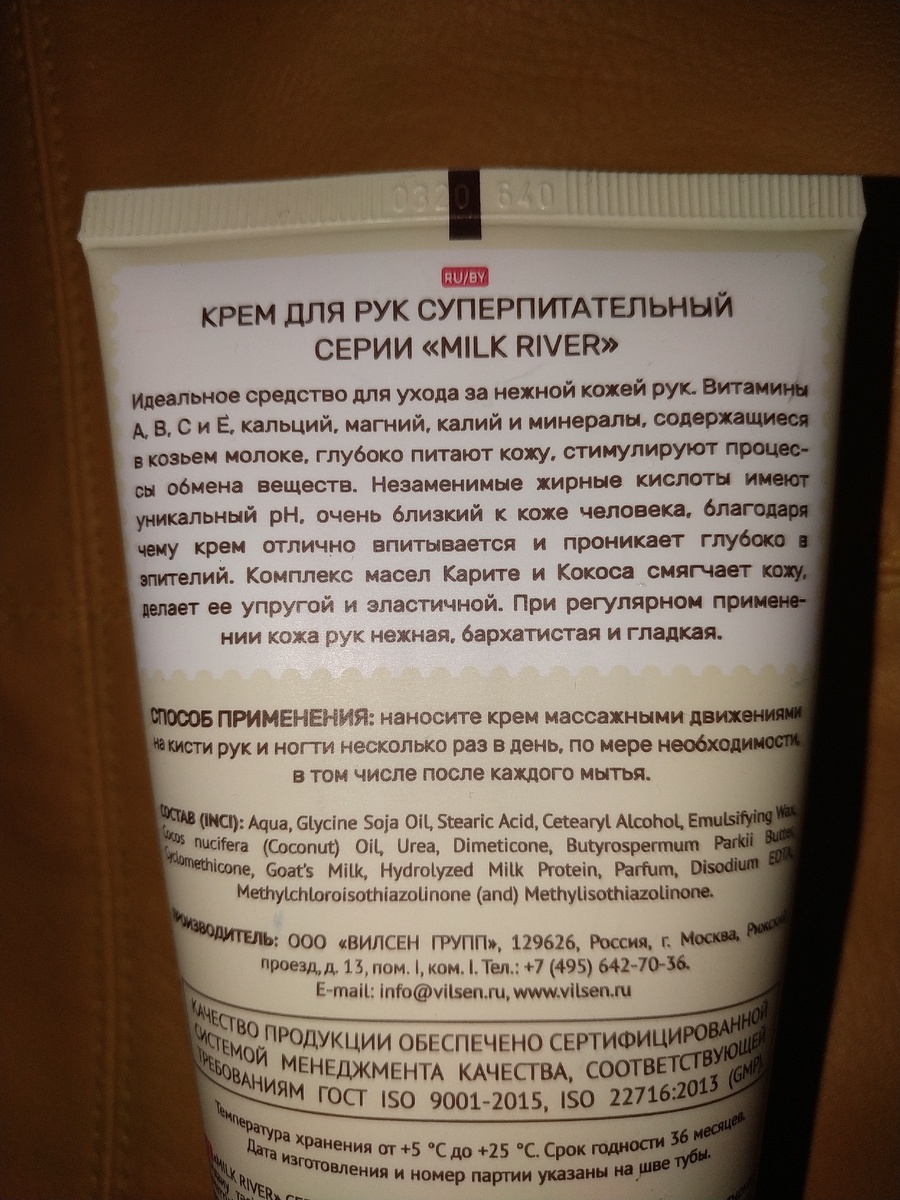 0320 640
RU/BY
КРЕМ ДЛЯ РУК СУПЕРПИТАТЕЛЬНЫЙ
СЕРИИ «MILK RIVER»
Идеальное средство для ухода за нежной кожей рук. Витамины
А, В, С и Е, кальций, магний, калий и минералы, содержащиеся
в козьем молоке, глубоко питают кожу, стимулируют процес-
сы обмена веществ. Незаменимые жирные кислоты имеют
уникальный pH, очень близкий к коже человека, благодаря
чему крем отлично впитывается и проникает глубоко в
эпителий. Комплекс масел Карите и Кокоса смягчает кожу,
делает ее упругой и эластичной. При регулярном примене-
нии кожа рук нежная, бархатистая и гладкая.
СПОСОБ ПРИМЕНЕНИЯ: наносите крем массажными движениями
на кисти рук и ногти несколько раз в день, по мере необходимости,
в том числе после каждого мытья.
СОСТАВ (INCI): Aqua, Glycine Soja Oil, Stearic Acid, Cetearyl Alcohol, Emulsifying Wax,
Cocos nucifera (Coconut) Oil, Urea, Dimeticone, Butyrospermum Parkii Butter,
Cyclomethicone, Goat's Milk, Hydrolyzed Milk Protein, Parfum, Disodium EDTA,
Methylchloroisothiazolinone (and) Methylisothiazolinone.
ПРОИЗВОДИТЕЛЬ: ООО «ВИЛСЕН ГРУПП», 129626, Россия, г. Москва,
проезд, д. 13, пом. I, ком. I. Тел.: +7 (495) 642-70-36.
E-mail: info@vilsen.ru, www.vilsen.ru
КАЧЕСТВО ПРОДУКЦИИ ОБЕСПЕЧЕНО СЕРТИФИЦИРОВАННОЙ
СИСТЕМОЙ МЕНЕДЖМЕНТА КАЧЕСТВА, СООТВЕТСТВУЮЩЕЙ
ТРЕБОВАНИЯМ ГОСТ ISO 9001-2015, ISO 22716:2013 (GMP).
Температура хранения от +5 °C до +25 °C. Срок годности 36 месяцев.
Дата изготовления и номер партии указаны на шве тубы.
«MILK RIVER»